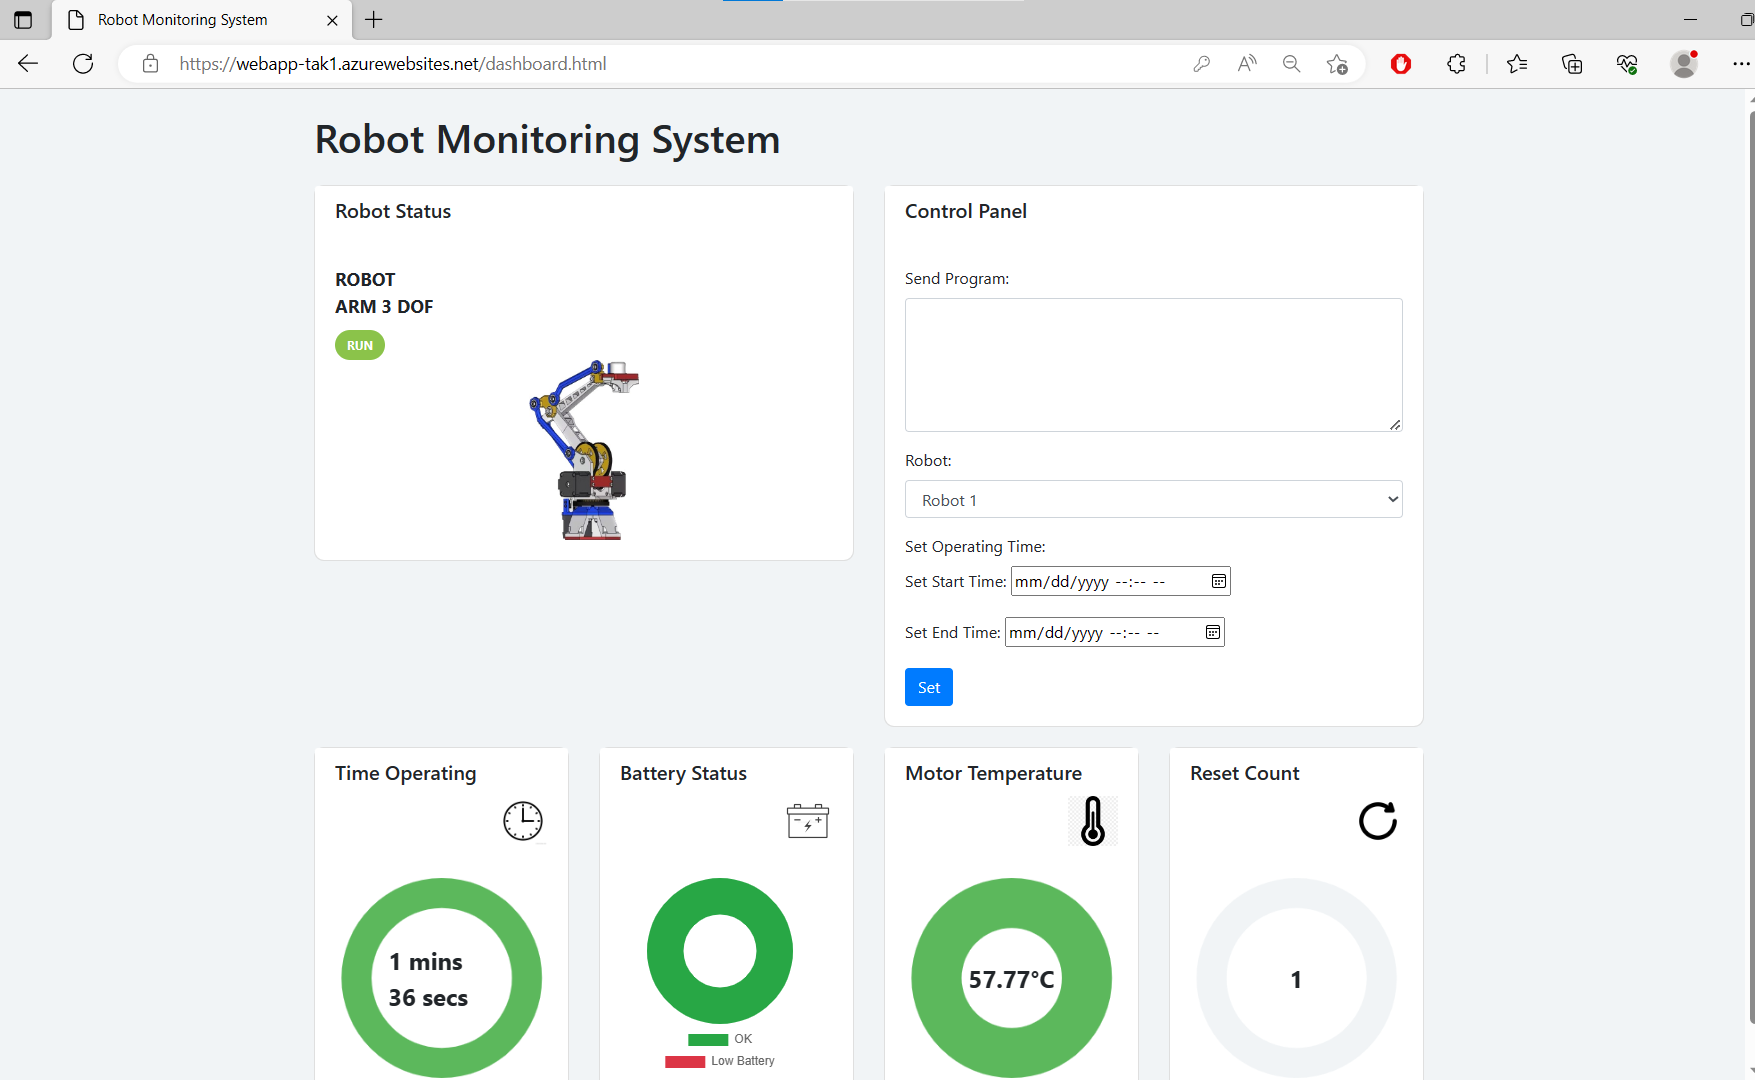 Robot Monitoring System
https://webapp-tak1.azurewebsites.net/dashboard.html
Robot Monitoring System
Robot Status
ROBOT
ARM 3 DOF
RUN
Control Panel
Send Program:
Robot:
Robot 1
Set Operating Time:
Set Start Time: mm/dd/yyyy --:-- --
Set End Time: mm/dd/yyyy --:-- --
Set
Time Operating
1 mins
36 secs
Battery Status
OK
Low Battery
Motor Temperature
57.77°C
Reset Count
1